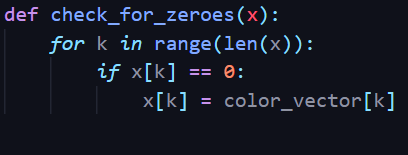 def check_for_zeroes(x):
    for k in range(len(x)):
        if x[k] == 0:
            x[k] = color_vector[k]